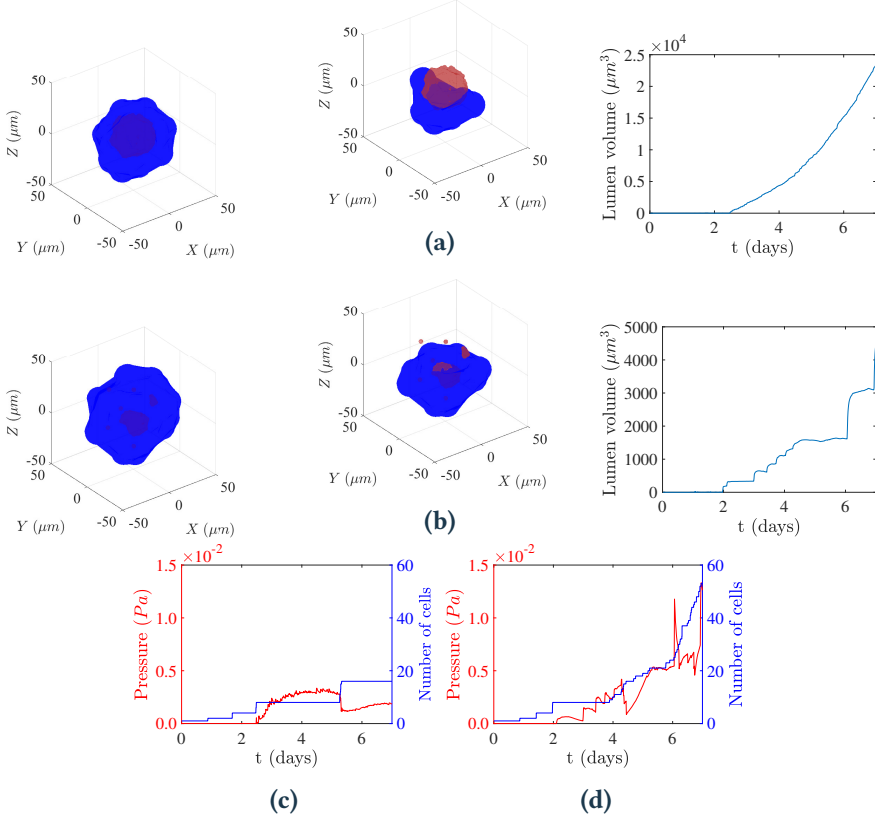 50
0
-50
Z (μm)
50
0
-50
Y (μm)
-50
0
50
X (μm)
50
0
-50
Z (μm)
50
0
-50
Y (μm)
-50
0
50
X (μm)
×10^4
2.5
2
1.5
1
0.5
0
Lumen volume (μm^3)
0 2 4 6
t (days)
(a)
50
0
-50
Z (μm)
50
0
-50
Y (μm)
-50
0
50
X (μm)
50
0
-50
Z (μm)
50
0
-50
Y (μm)
-50
0
50
X (μm)
5000
4000
3000
2000
1000
0
Lumen volume (μm^3)
0 2 4 6
t (days)
(b)
×10^-2
1.5
1.0
0.5
0.0
Pressure (Pa)
60
40
20
0
Number of cells
0 2 4 6
t (days)
(c)
×10^-2
1.5
1.0
0.5
0.0
Pressure (Pa)
60
40
20
0
Number of cells
0 2 4 6
t (days)
(d)